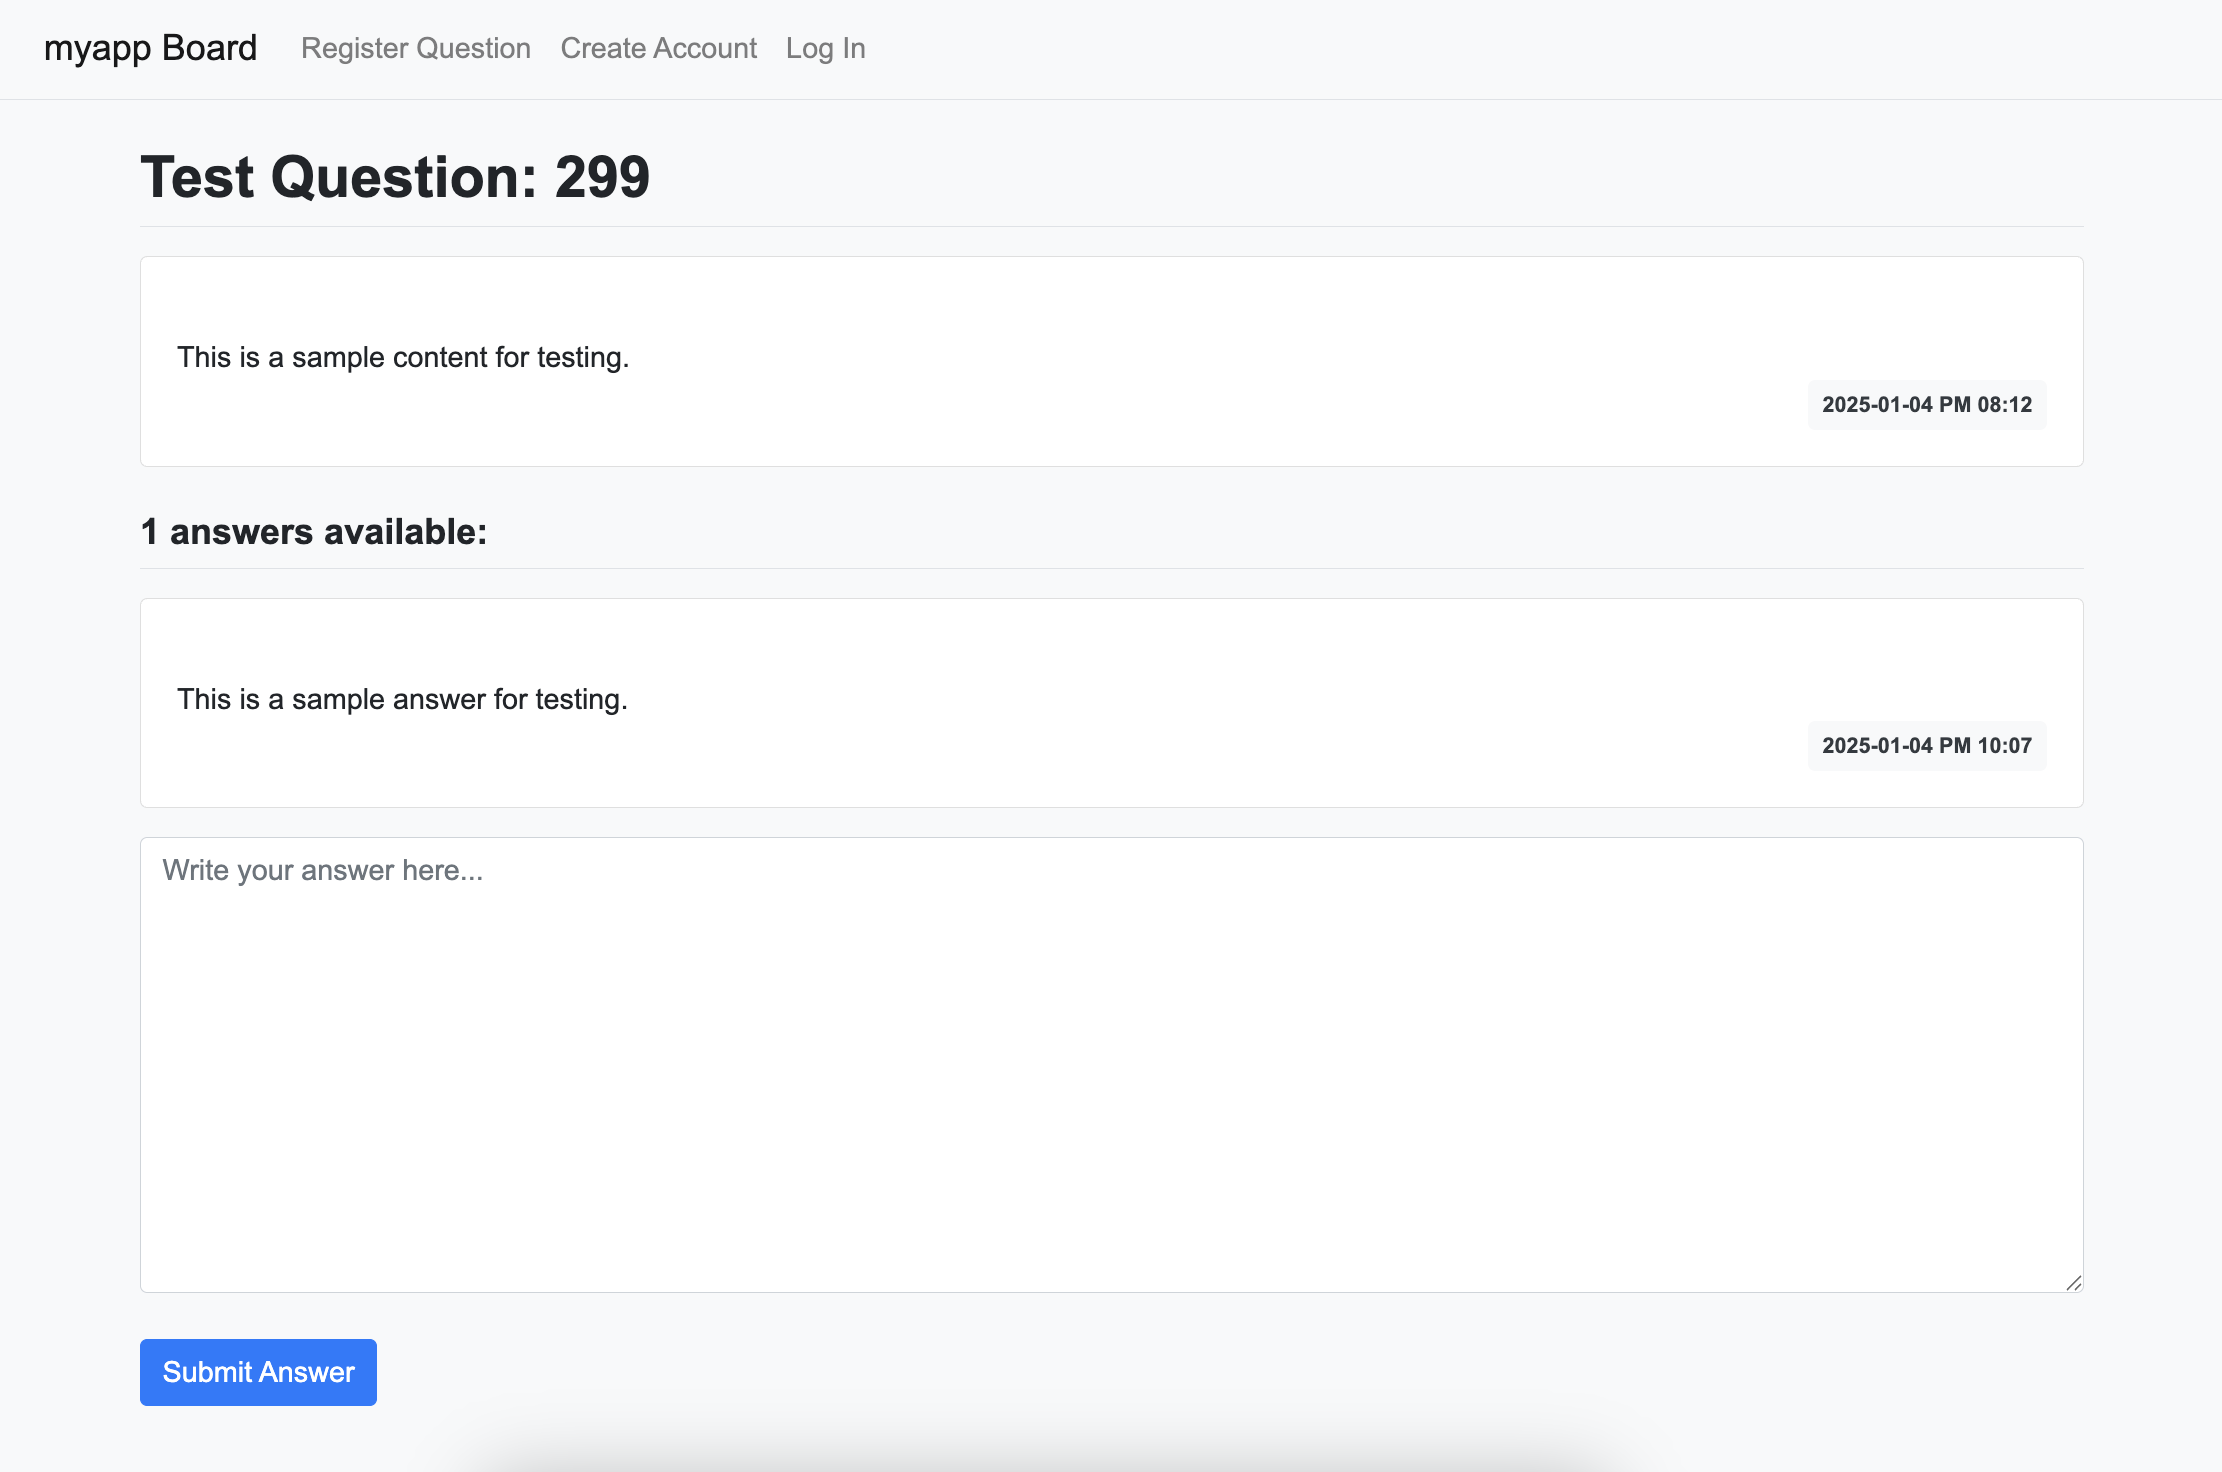 myapp Board Register Question Create Account Log In
Test Question: 299
This is a sample content for testing.
2025-01-04 PM 08:12
1 answers available:
This is a sample answer for testing.
2025-01-04 PM 10:07
Write your answer here...
Submit Answer